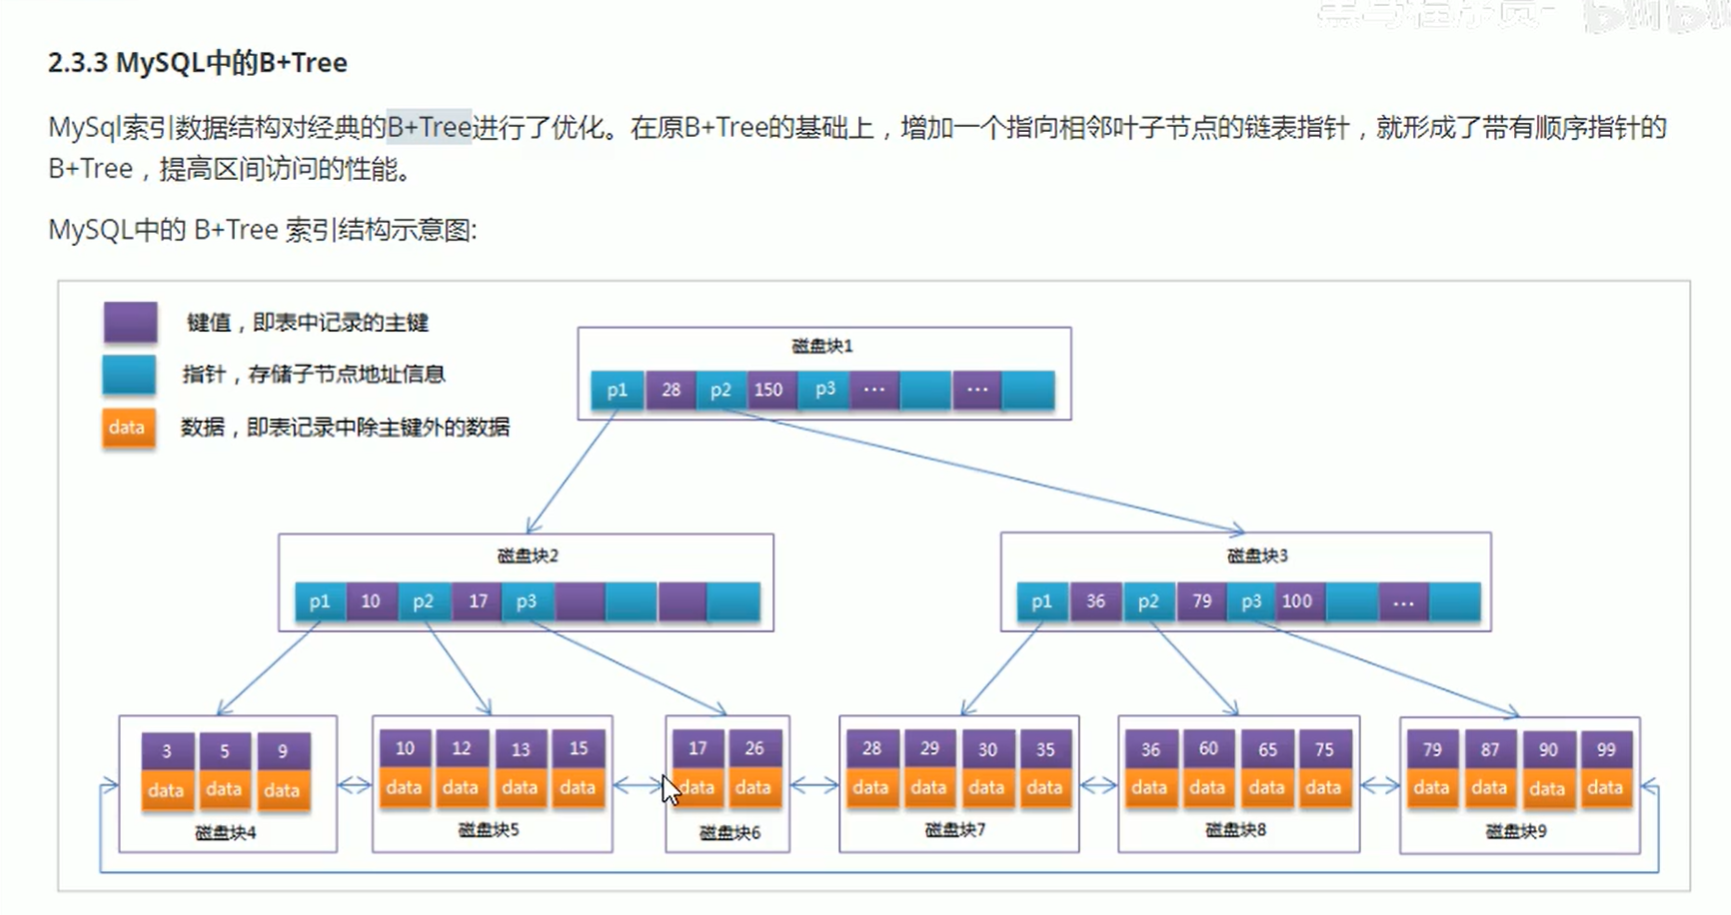 黑马程序员- bilibili
2.3.3 MySQL中的B+Tree
MySql索引数据结构对经典的B+Tree进行了优化。在原B+Tree的基础上，增加一个指向相邻叶子节点的链表指针，就形成了带有顺序指针的
B+Tree，提高区间访问的性能。
MySQL中的 B+Tree 索引结构示意图:
键值，即表中记录的主键
指针，存储子节点地址信息
data 数据，即表记录中除主键外的数据
磁盘块1
p1 28 p2 150 p3 ... ...
磁盘块2
p1 10 p2 17 p3
磁盘块3
p1 36 p2 79 p3 100 ...
3 5 9
data data data
磁盘块4
10 12 13 15
data data data data
磁盘块5
17 26
data data
磁盘块6
28 29 30 35
data data data data
磁盘块7
36 60 65 75
data data data data
磁盘块8
79 87 90 99
data data data data
磁盘块9